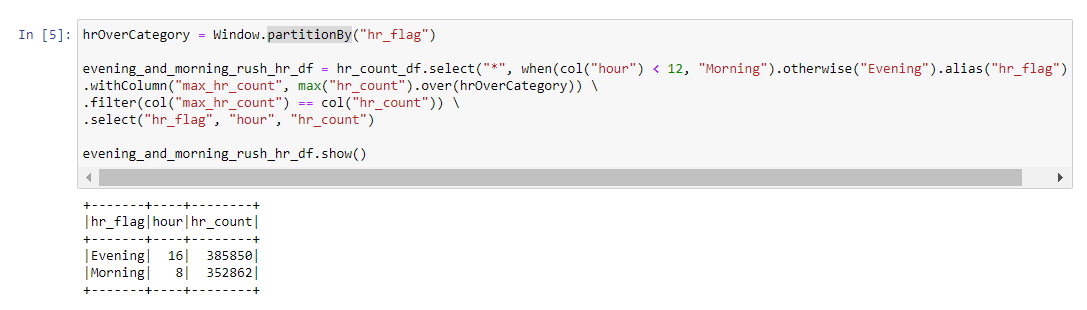 In [5]: hrOverCategory = Window.partitionBy("hr_flag")
evening_and_morning_rush_hr_df = hr_count_df.select("*", when(col("hour") < 12, "Morning").otherwise("Evening").alias("hr_flag")
.withColumn("max_hr_count", max("hr_count").over(hrOverCategory)) \
.filter(col("max_hr_count") == col("hr_count")) \
.select("hr_flag", "hour", "hr_count")
evening_and_morning_rush_hr_df.show()
+-------+----+--------+
|hr_flag|hour|hr_count|
+-------+----+--------+
|Evening|  16|  385850|
|Morning|   8|  352862|
+-------+----+--------+